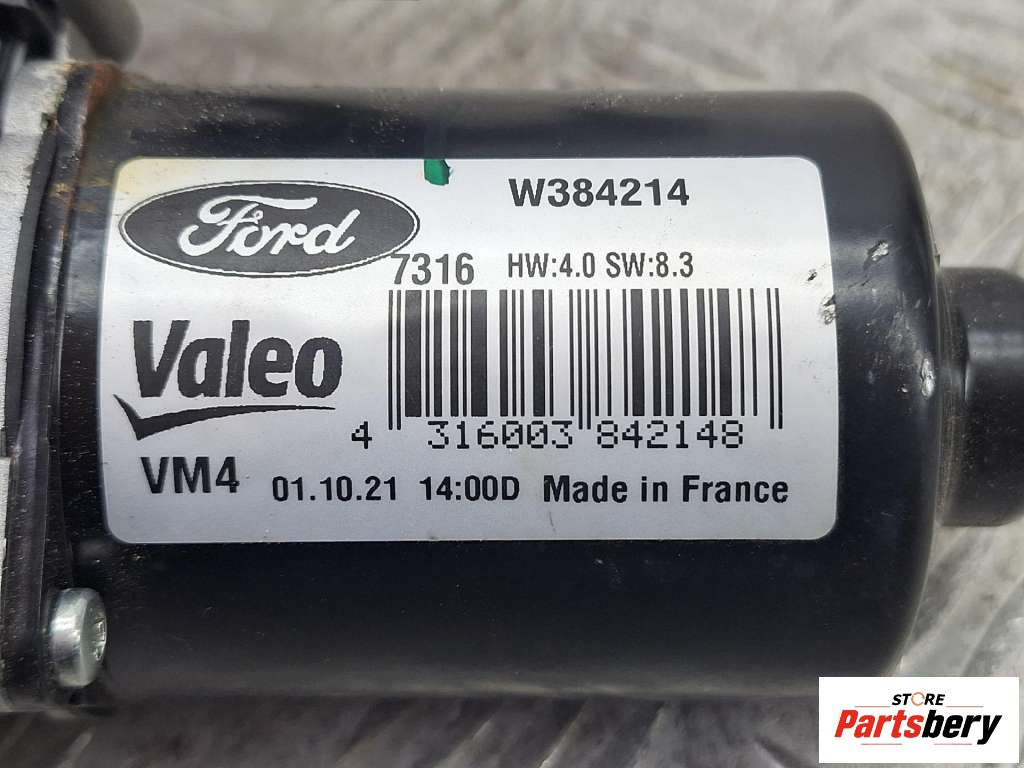 Ford
W384214
7316 HW:4.0 SW:8.3
Valeo
4 316003 842148
VM4 01.10.21 14:00D Made in France
STORE
Partsbery